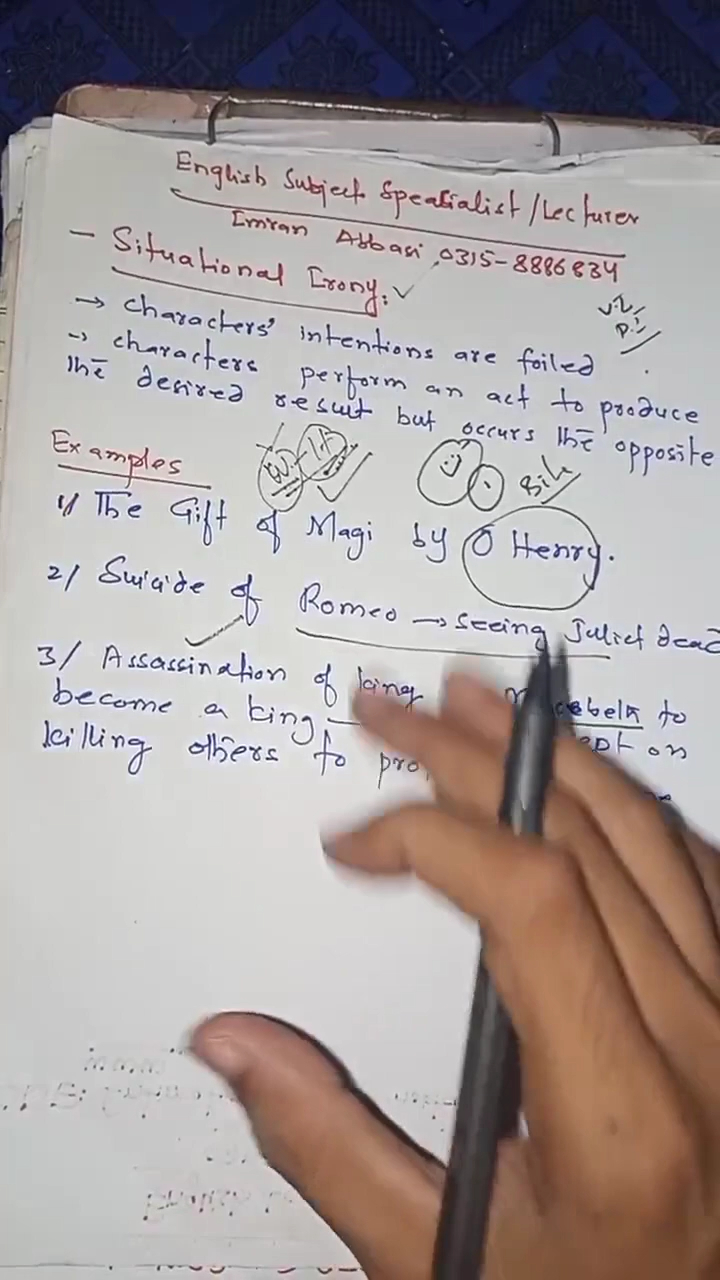 English Subject Specialist/Lecturer
Imran Abbasi 0315-8886834
- Situational Irony:
→ characters' intentions are foiled
→ characters perform an act to produce
the desired result but occurs the opposite
Examples
1/ The Gift of Magi by O Henry.
2/ Suicide of Romeo → seeing Juliet dead
3/ Assassination of king to
become a king on
killing others to